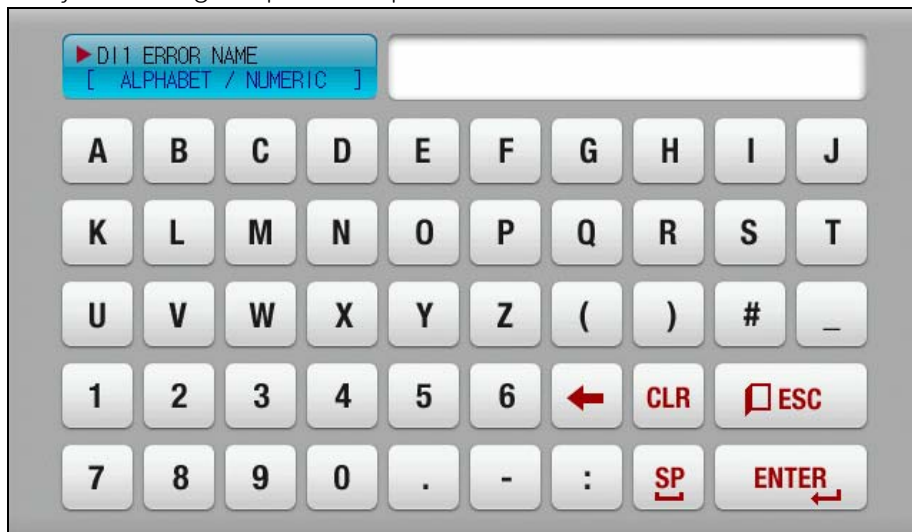 ▶DI1 ERROR NAME
[ ALPHABET / NUMERIC ]
A B C D E F G H I J
K L M N O P Q R S T
U V W X Y Z ( ) # _
1 2 3 4 5 6 ← CLR ESC
7 8 9 0 . - : SP ENTER